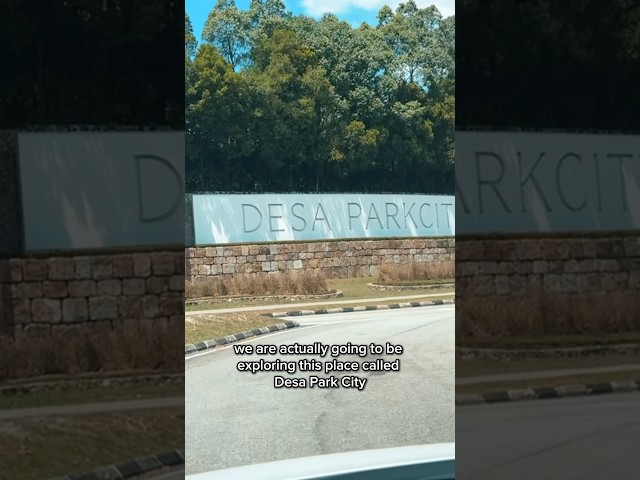 DESA PARKCIT
we are actually going to be
exploring this place called
Desa Park City